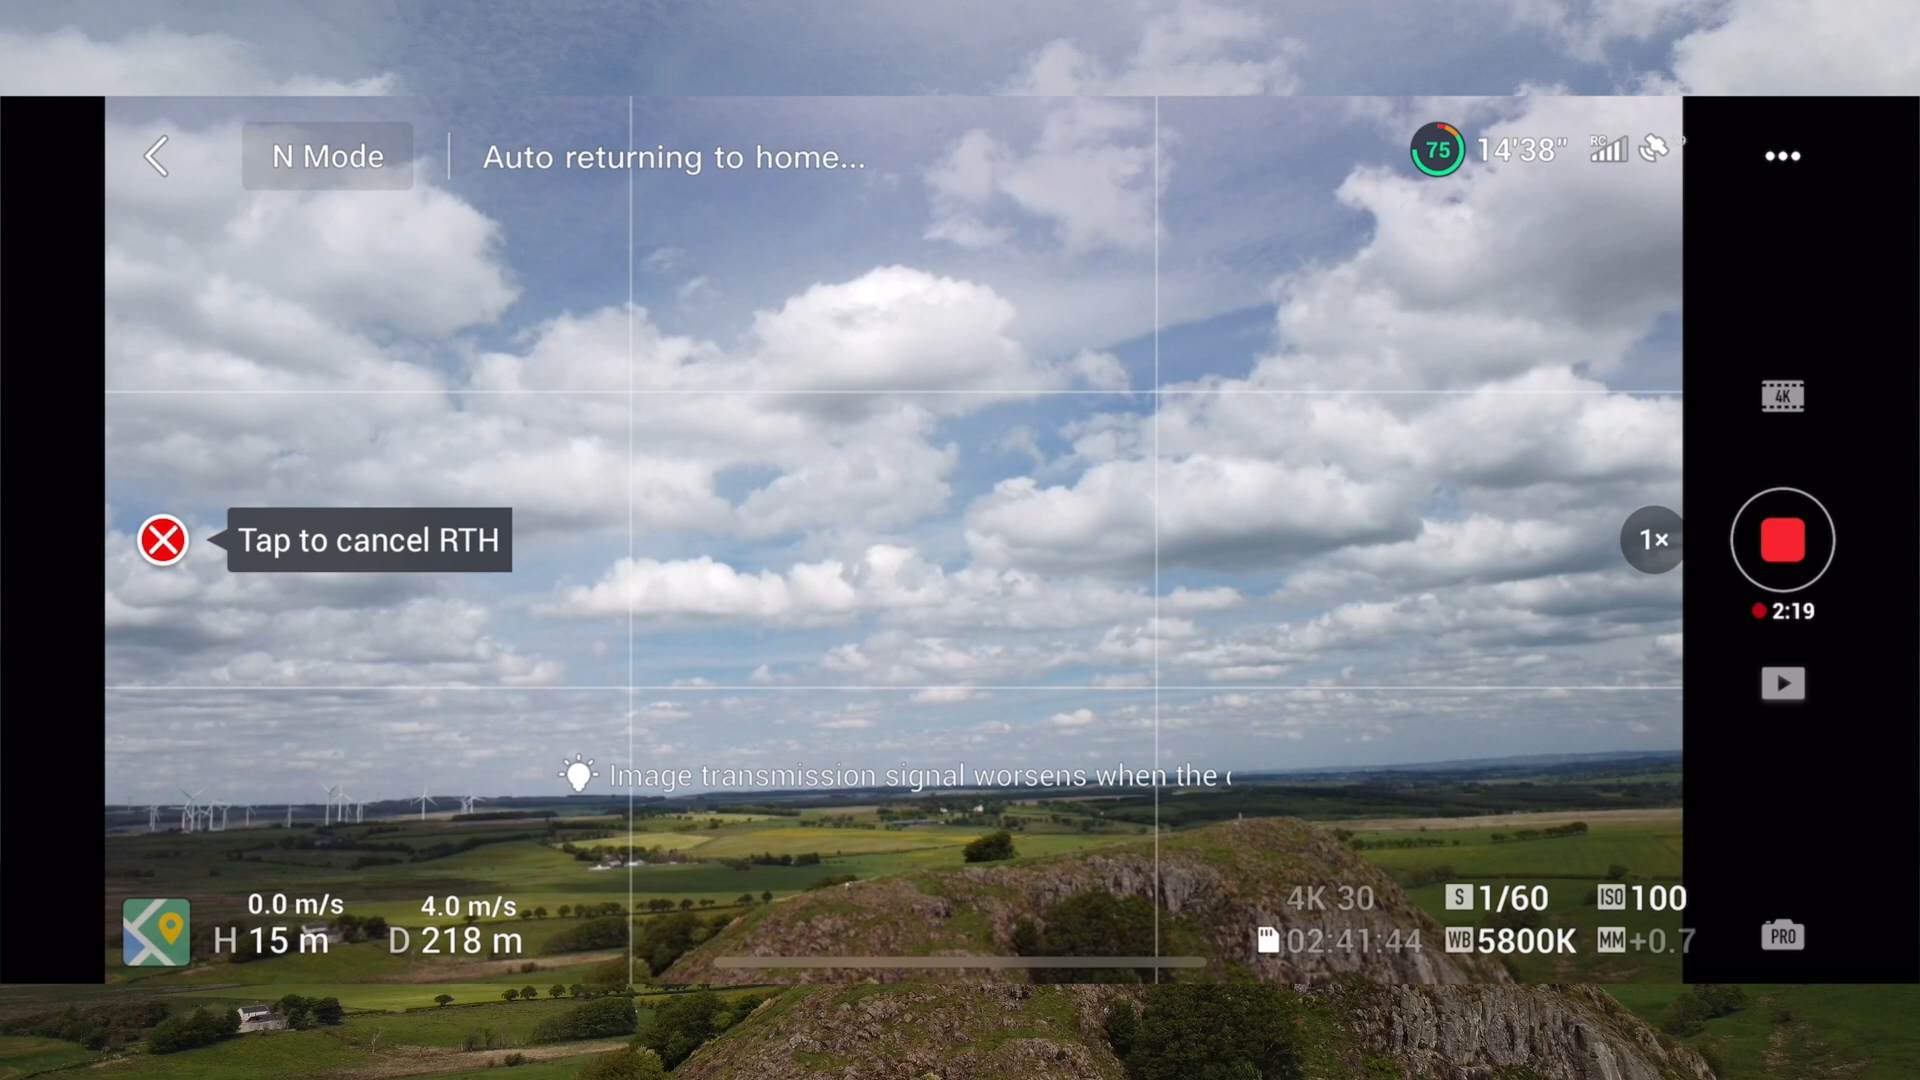 N Mode
Auto returning to home...
75
14'38"
RC
4K
Tap to cancel RTH
1×
2:19
Image transmission signal worsens when the
0.0 m/s
4.0 m/s
H 15 m
D 218 m
4K 30
S 1/60
ISO 100
02:41:44
WB 5800K
MM +0.7
PRO